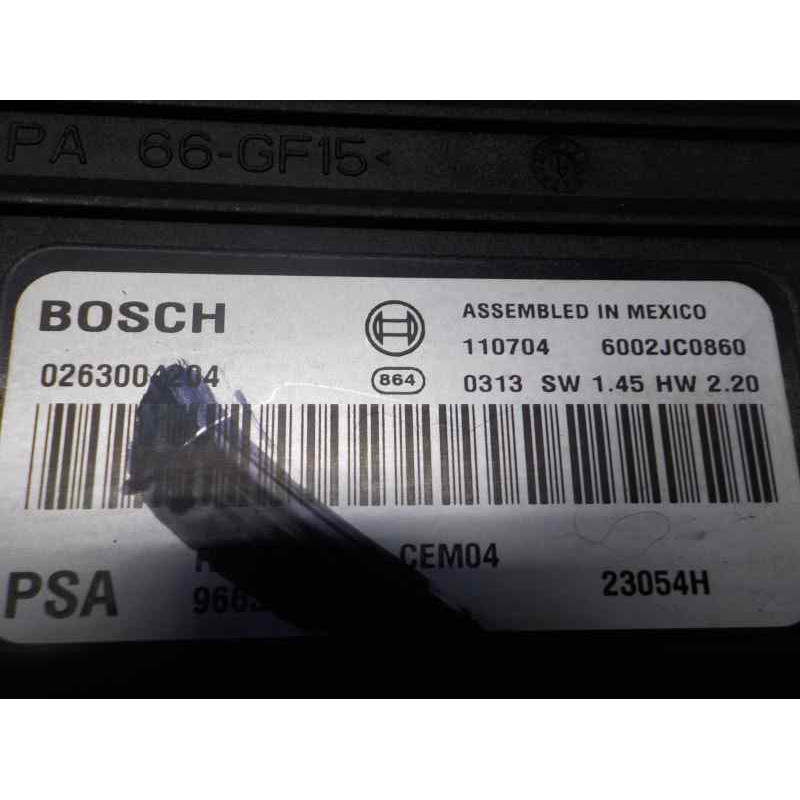 PA 66-GF15<
BOSCH
ASSEMBLED IN MEXICO
110704 6002JC0860
0263004204
864
0313 SW 1.45 HW 2.20
CEM04
PSA
23054H